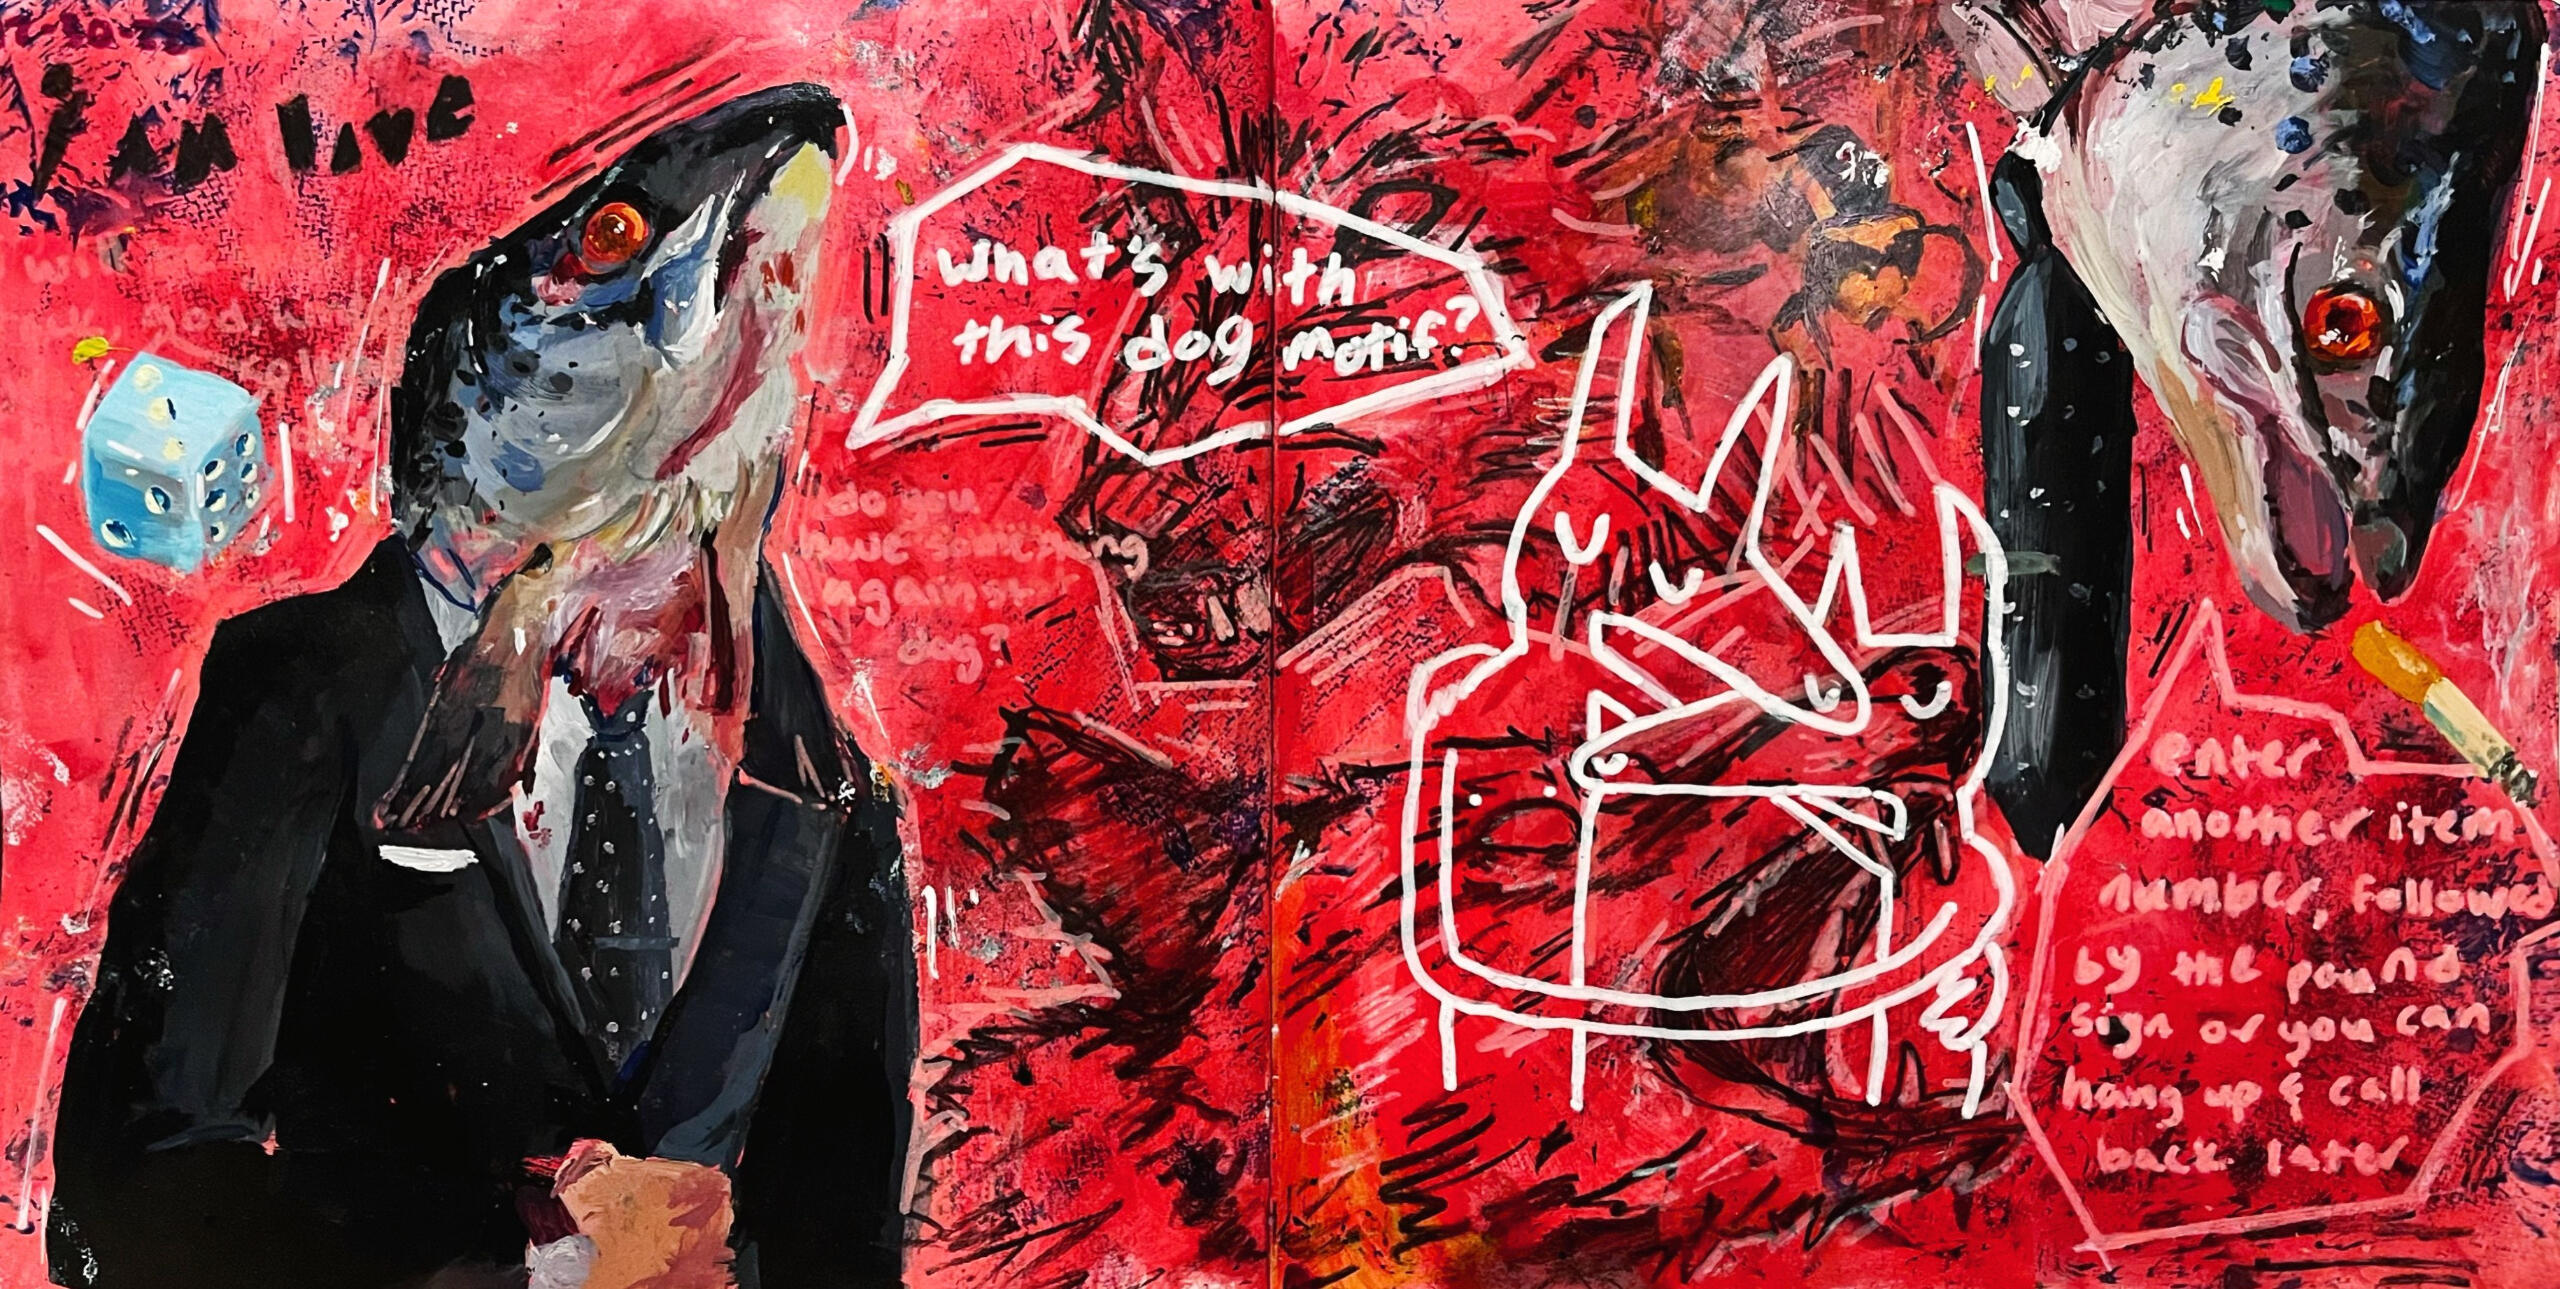 I am live
what's with
this dog motif?
do you
have something
against
dog?
enter
another item
number, followed
by the pound
sign or you can
hang up & call
back later